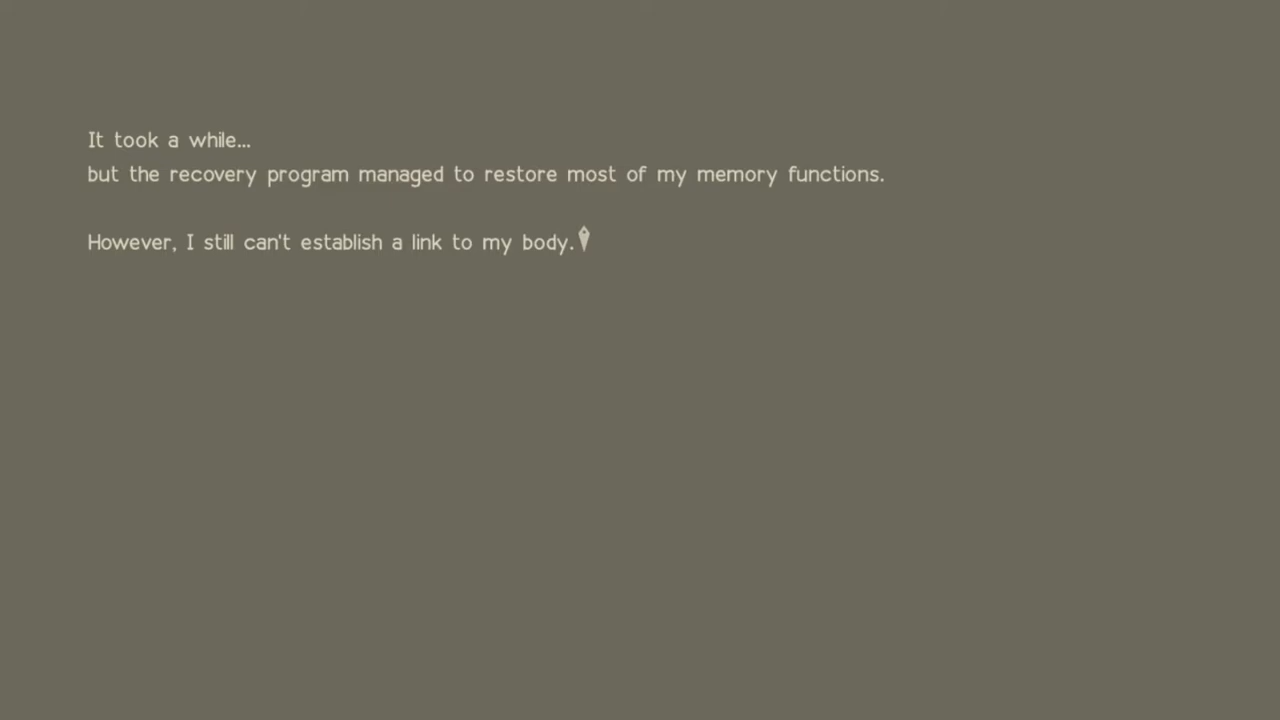 It took a while...
but the recovery program managed to restore most of my memory functions.
However, I still can't establish a link to my body.